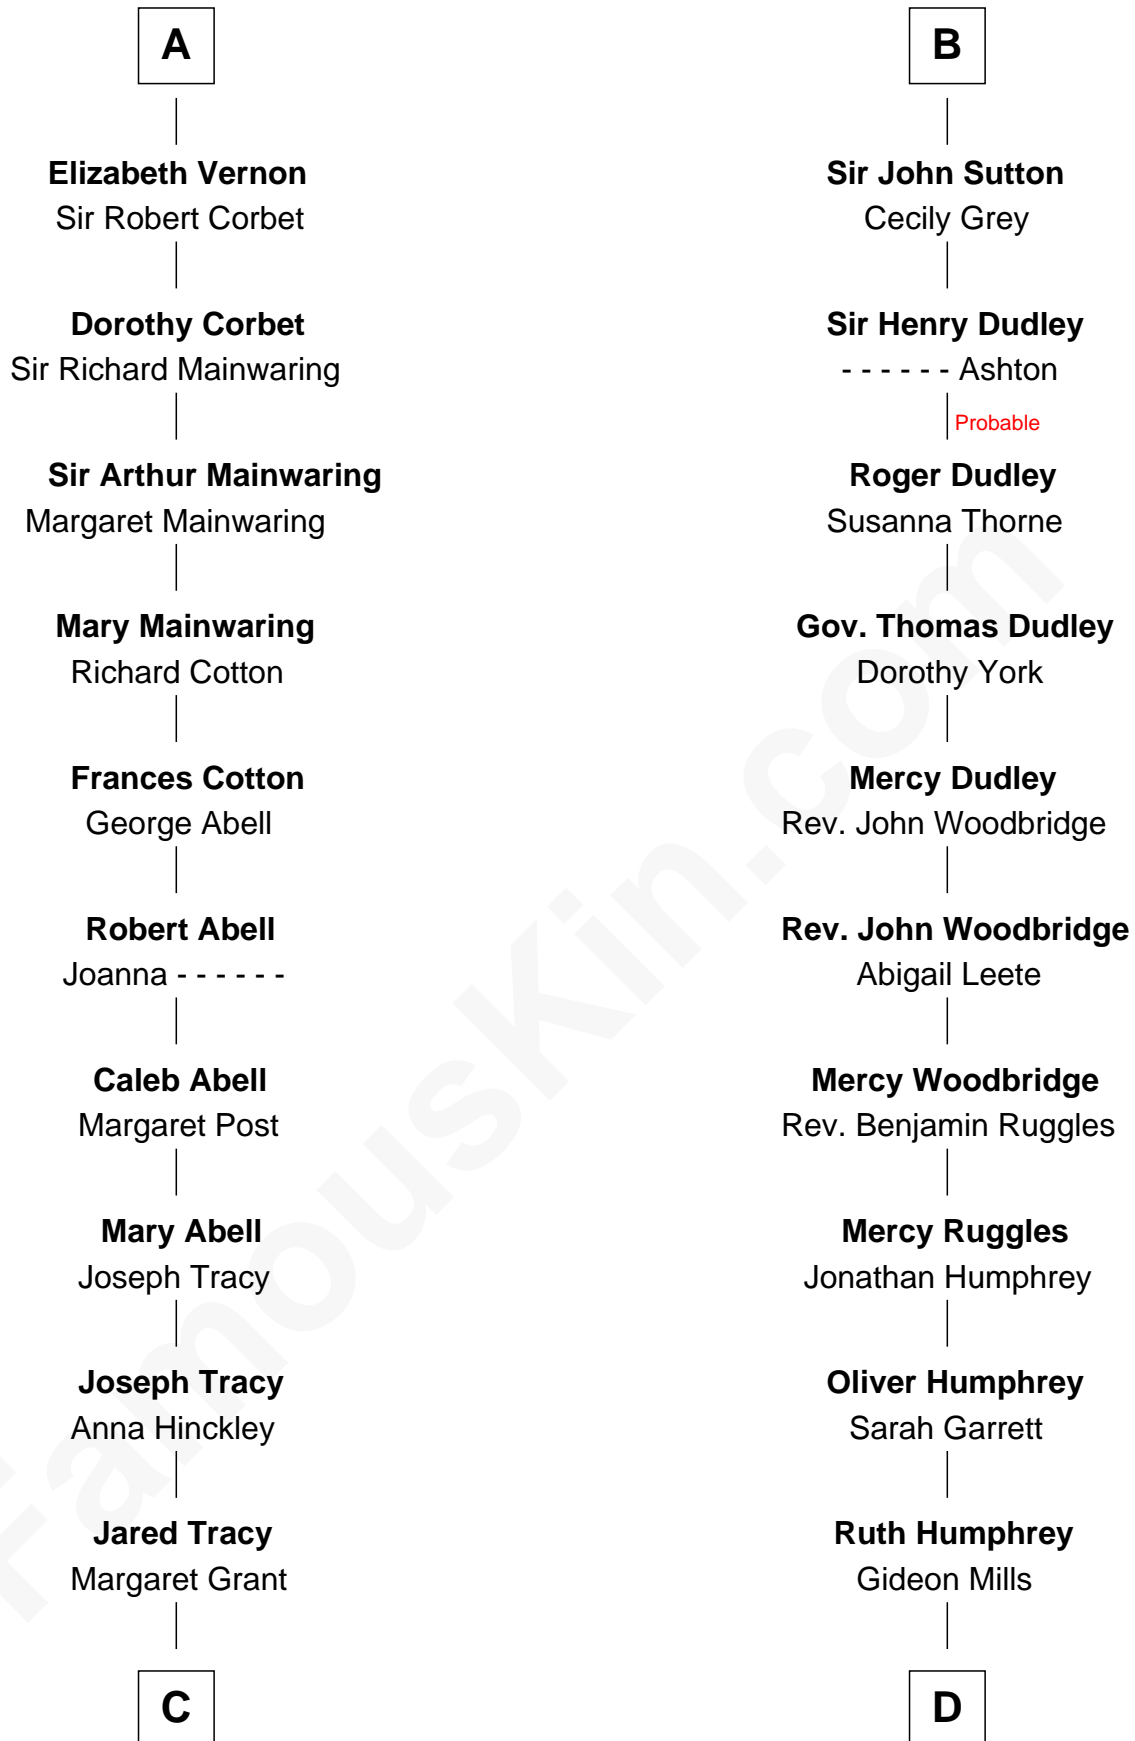 A
Elizabeth Vernon
Sir Robert Corbet
Dorothy Corbet
Sir Richard Mainwaring
Sir Arthur Mainwaring
Margaret Mainwaring
Mary Mainwaring
Richard Cotton
Frances Cotton
George Abell
Robert Abell
Joanna - - - - - -
Caleb Abell
Margaret Post
Mary Abell
Joseph Tracy
Joseph Tracy
Anna Hinckley
Jared Tracy
Margaret Grant
C
B
Sir John Sutton
Cecily Grey
Sir Henry Dudley
- - - - - - Ashton
Probable
Roger Dudley
Susanna Thorne
Gov. Thomas Dudley
Dorothy York
Mercy Dudley
Rev. John Woodbridge
Rev. John Woodbridge
Abigail Leete
Mercy Woodbridge
Rev. Benjamin Ruggles
Mercy Ruggles
Jonathan Humphrey
Oliver Humphrey
Sarah Garrett
Ruth Humphrey
Gideon Mills
D
FamousKin.com